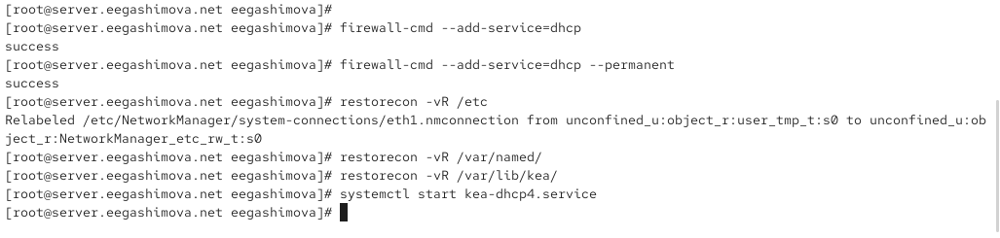 [root@server.eegashimova.net eegashimova]#
[root@server.eegashimova.net eegashimova]# firewall-cmd --add-service=dhcp
success
[root@server.eegashimova.net eegashimova]# firewall-cmd --add-service=dhcp --permanent
success
[root@server.eegashimova.net eegashimova]# restorecon -vR /etc
Relabeled /etc/NetworkManager/system-connections/eth1.nmconnection from unconfined_u:object_r:user_tmp_t:s0 to unconfined_u:ob
ject_r:NetworkManager_etc_rw_t:s0
[root@server.eegashimova.net eegashimova]# restorecon -vR /var/named/
[root@server.eegashimova.net eegashimova]# restorecon -vR /var/lib/kea/
[root@server.eegashimova.net eegashimova]# systemctl start kea-dhcp4.service
[root@server.eegashimova.net eegashimova]#